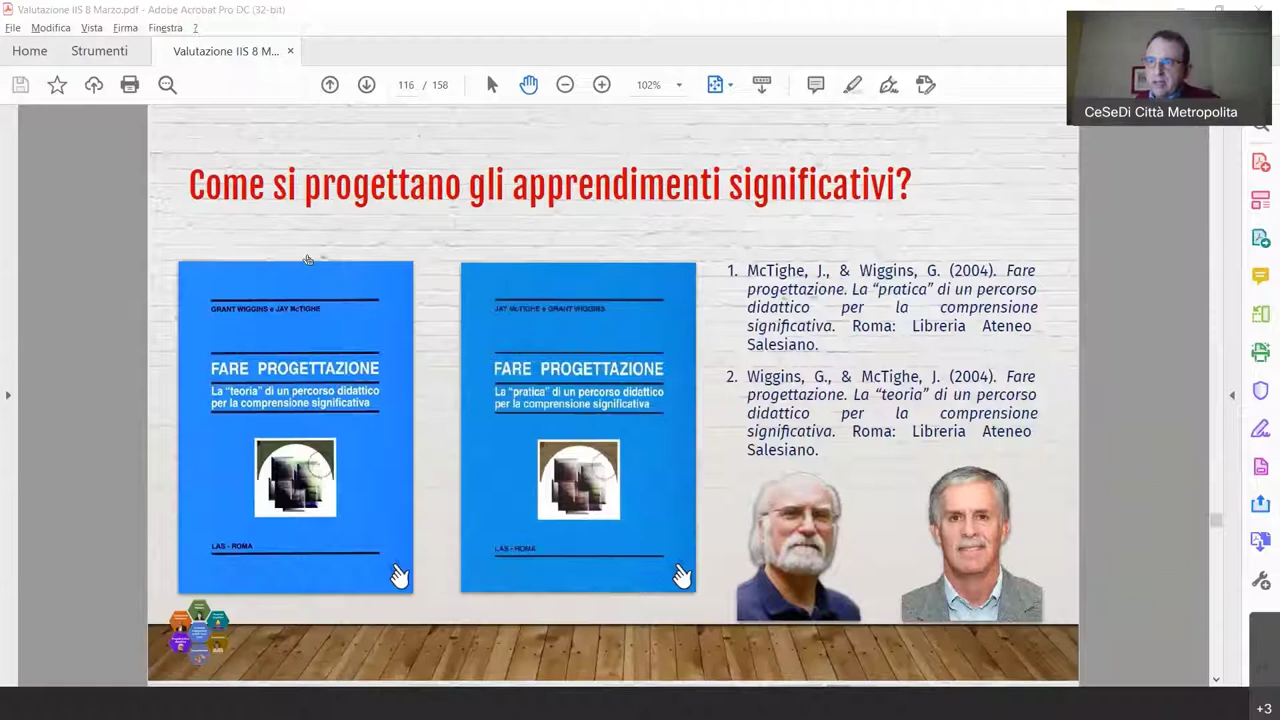 Valutazione IIS 8 Marzo.pdf - Adobe Acrobat Pro DC (32-bit)
File Modifica Vista Firma Finestra ?
Home Strumenti Valutazione IIS 8 M... ×
116 / 158 102%
CeSeDi Città Metropolita
Come si progettano gli apprendimenti significativi?
GRANT WIGGINS e JAY McTIGHE
FARE PROGETTAZIONE
La "teoria" di un percorso didattico
per la comprensione significativa
LAS - ROMA
JAY McTIGHE e GRANT WIGGINS
FARE PROGETTAZIONE
La "pratica" di un percorso didattico
per la comprensione significativa
LAS - ROMA
1. McTighe, J., & Wiggins, G. (2004). Fare
progettazione. La “pratica” di un percorso
didattico per la comprensione
significativa. Roma: Libreria Ateneo
Salesiano.
2. Wiggins, G., & McTighe, J. (2004). Fare
progettazione. La “teoria” di un percorso
didattico per la comprensione
significativa. Roma: Libreria Ateneo
Salesiano.
+3